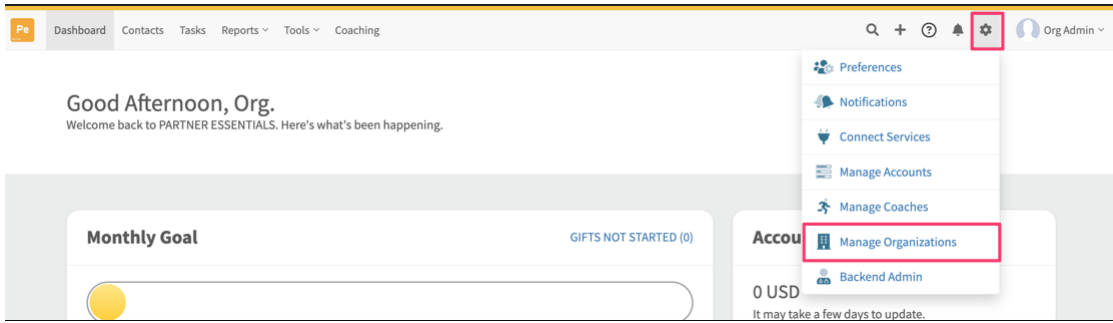 Pe Dashboard Contacts Tasks Reports Tools Coaching Org Admin
Preferences
Good Afternoon, Org.
Notifications
Welcome back to PARTNER ESSENTIALS. Here's what's been happening.
Connect Services
Manage Accounts
Manage Coaches
Monthly Goal GIFTS NOT STARTED (0) Accou
Manage Organizations
Backend Admin
0 USD
It may take a few days to update.